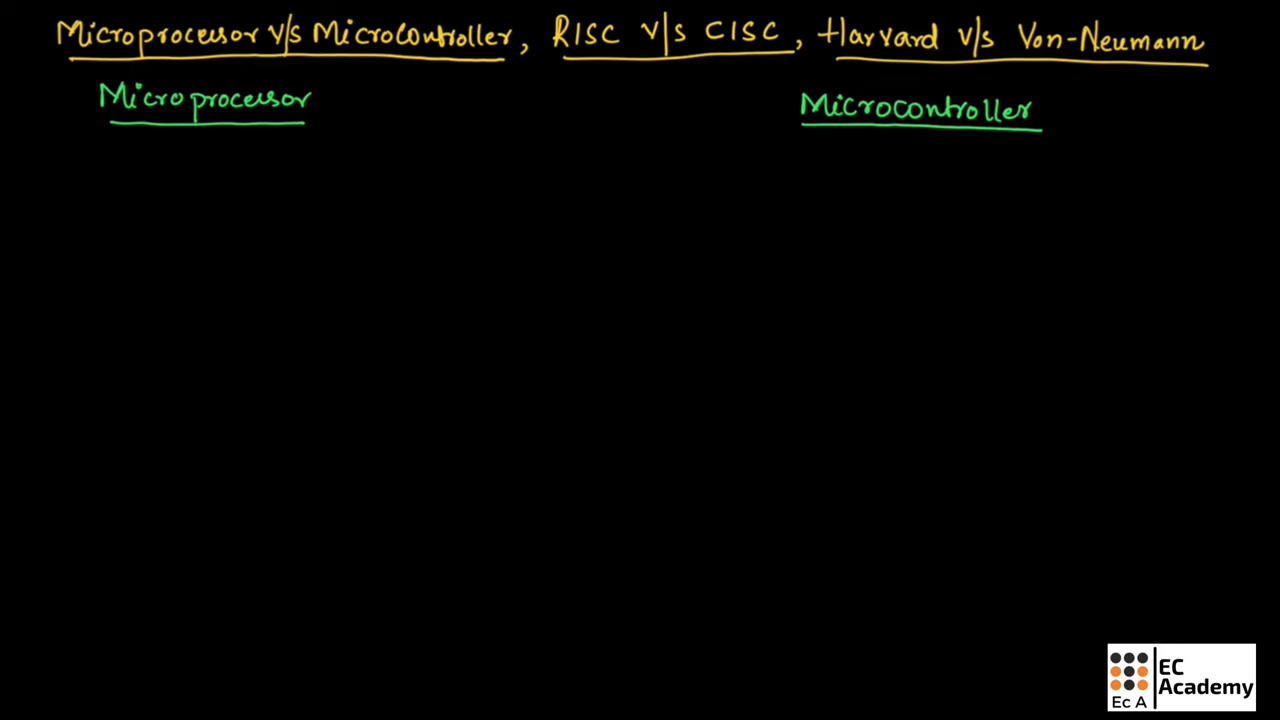 Microprocessor v/s Microcontroller, RISC v/s CISC, Harvard v/s Von-Neumann
Microprocessor
Microcontroller
EC
Academy
Ec A